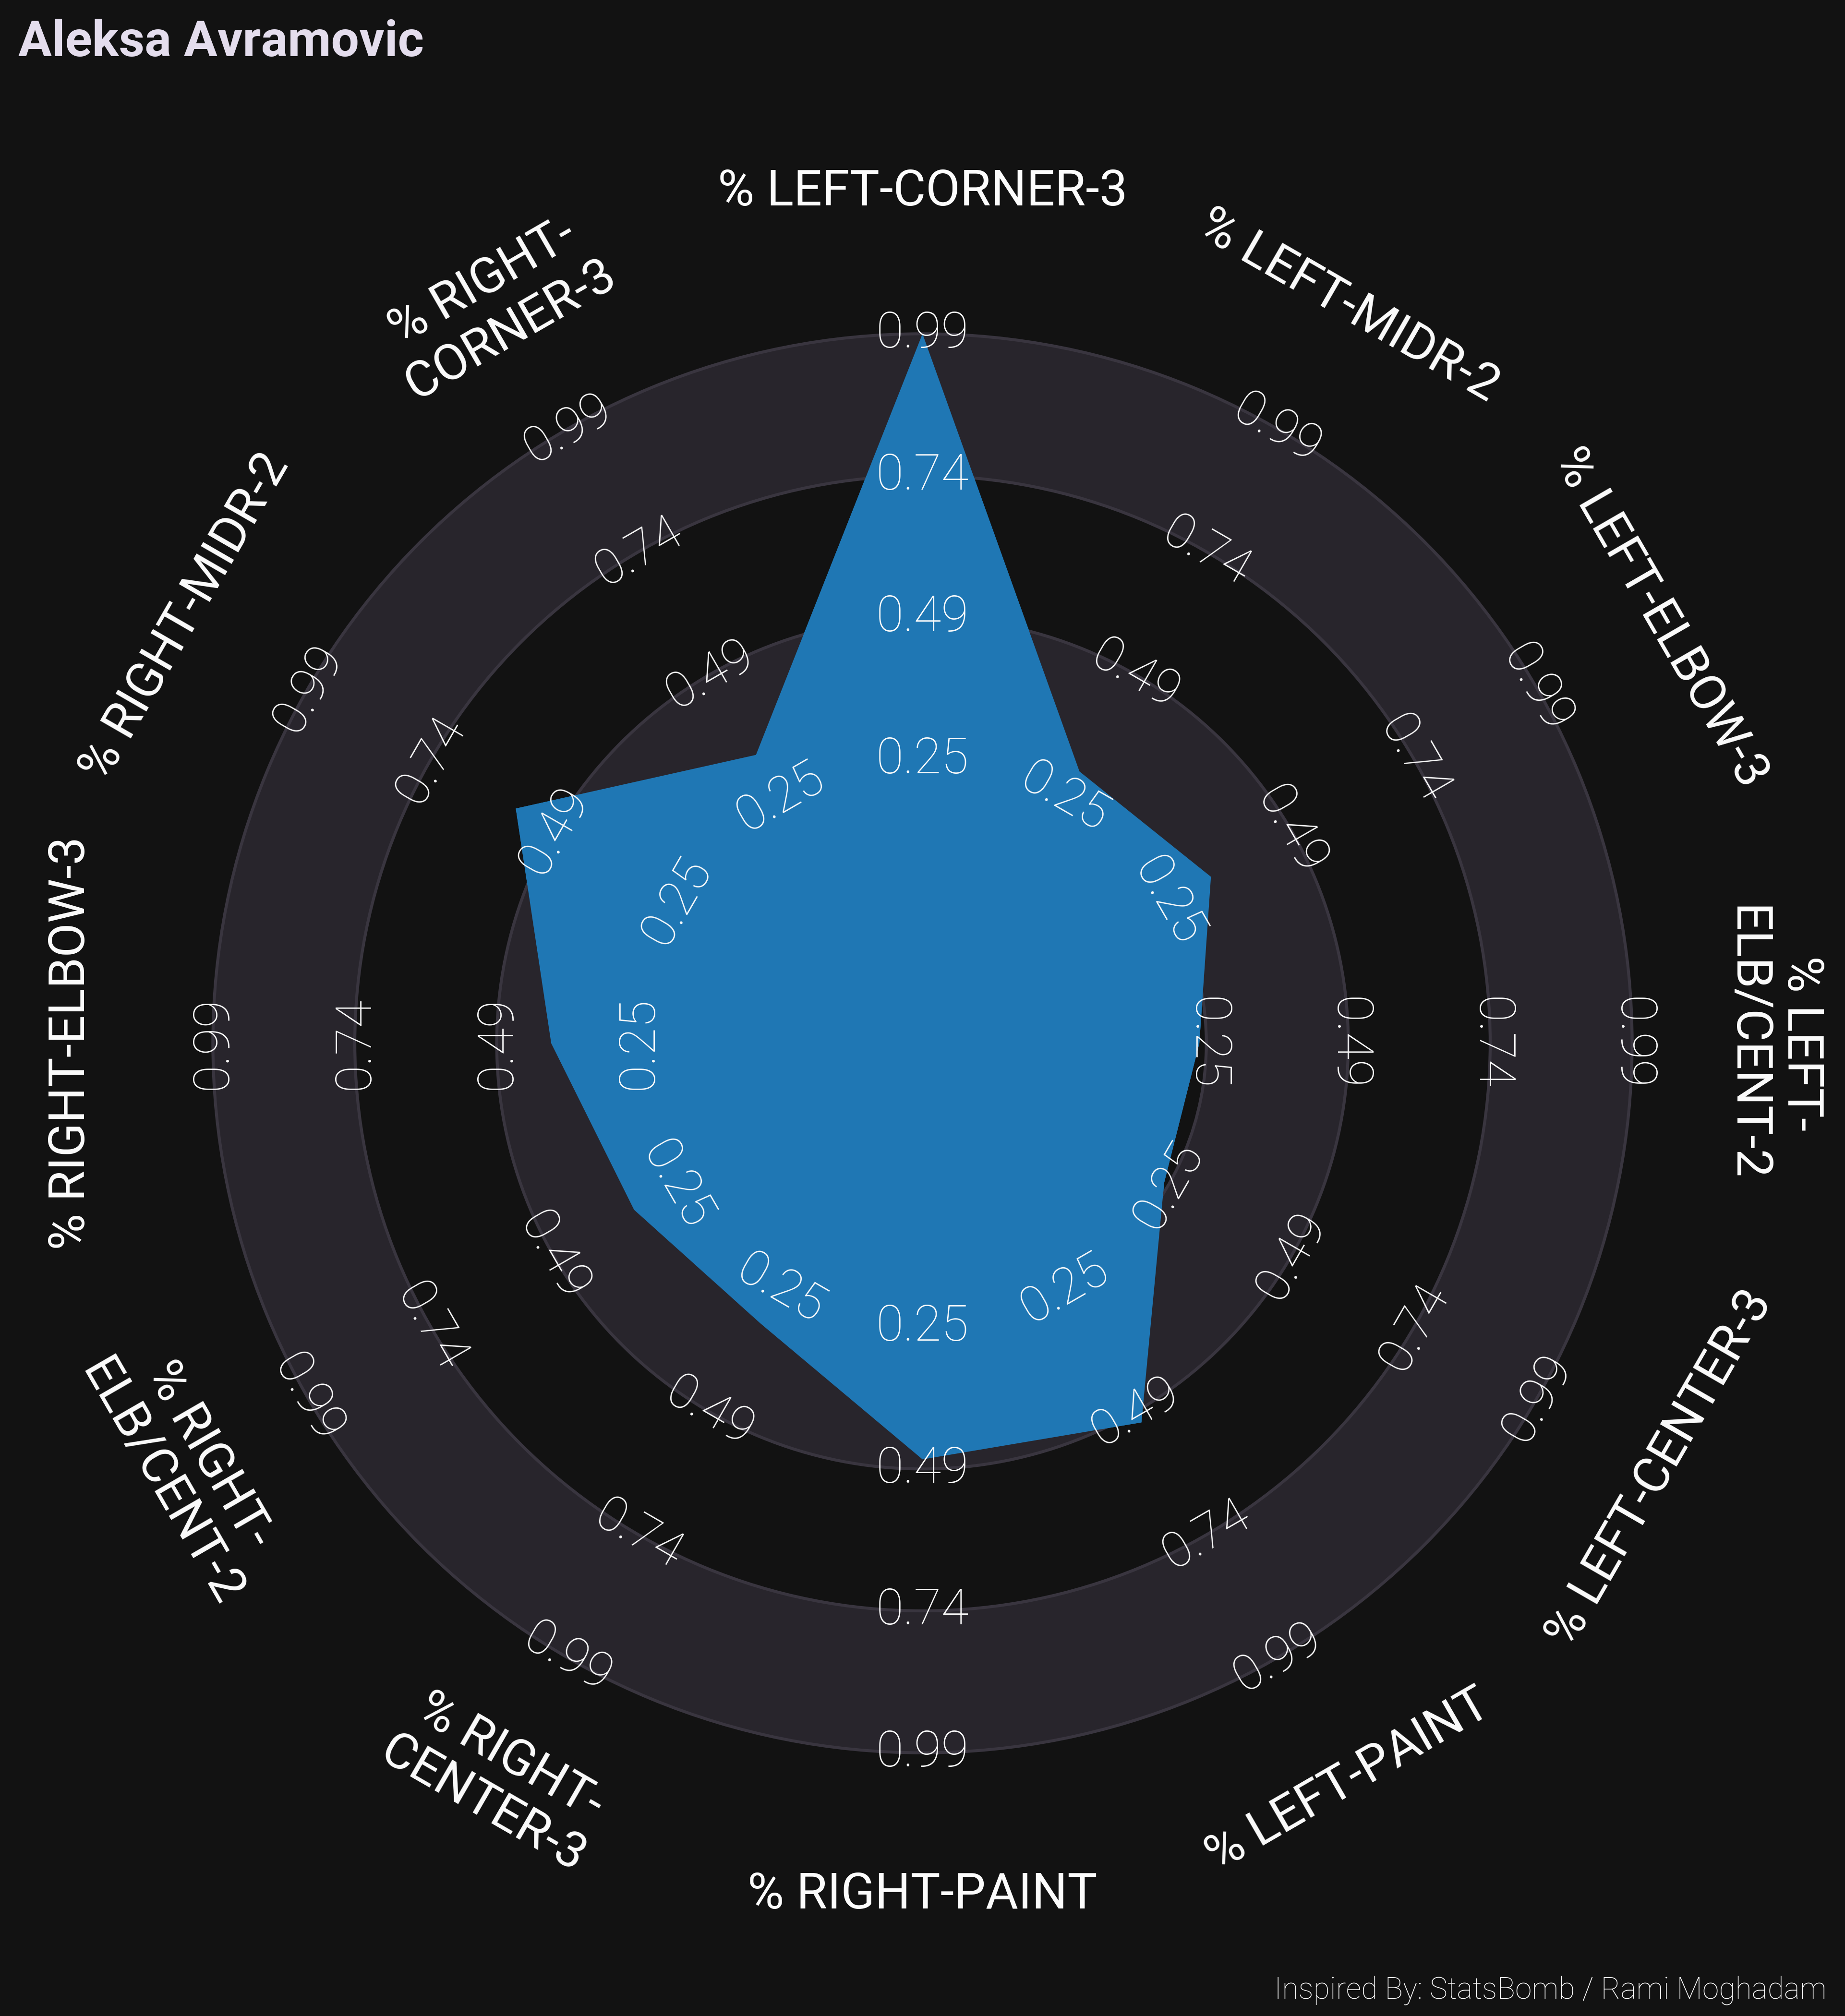 Aleksa Avramovic
% LEFT-CORNER-3
% LEFT-MIDR-2
% LEFT-ELBOW-3
% LEFT-
ELB/CENT-2
% LEFT-CENTER-3
% LEFT-PAINT
% RIGHT-PAINT
% RIGHT-
CENTER-3
% RIGHT-
ELB/CENT-2
% RIGHT-ELBOW-3
% RIGHT-MIDR-2
% RIGHT-
CORNER-3
0.25
0.49
0.74
0.99
0.25
0.49
0.74
0.99
0.25
0.49
0.74
0.99
0.25
0.49
0.74
0.99
0.25
0.49
0.74
0.99
0.25
0.49
0.74
0.99
0.25
0.49
0.74
0.99
0.25
0.49
0.74
0.99
0.25
0.49
0.74
0.99
0.25
0.49
0.74
0.99
0.25
0.49
0.74
0.99
0.25
0.49
0.74
0.99
Inspired By: StatsBomb / Rami Moghadam